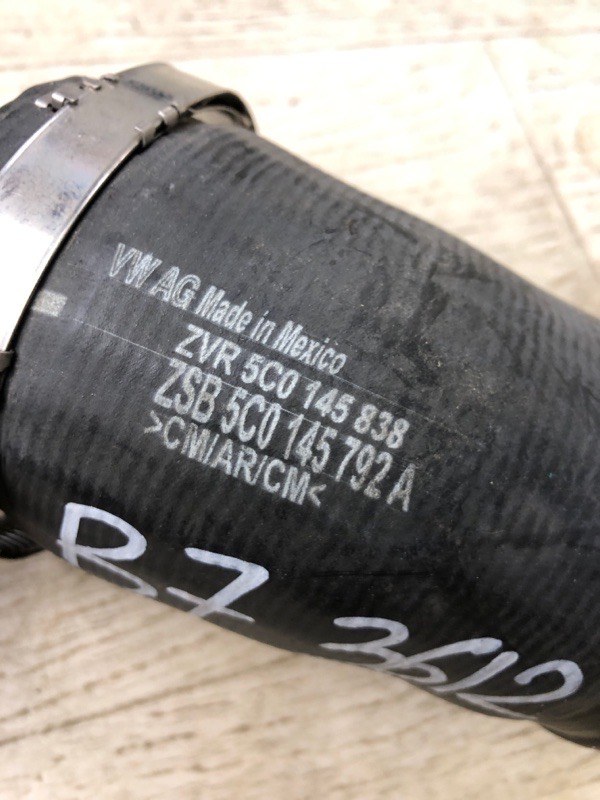 VW AG Made in Mexico
ZVR 5C0 145 838
ZSB 5C0 145 792 A
>CM/AR/CM<
B7 3612